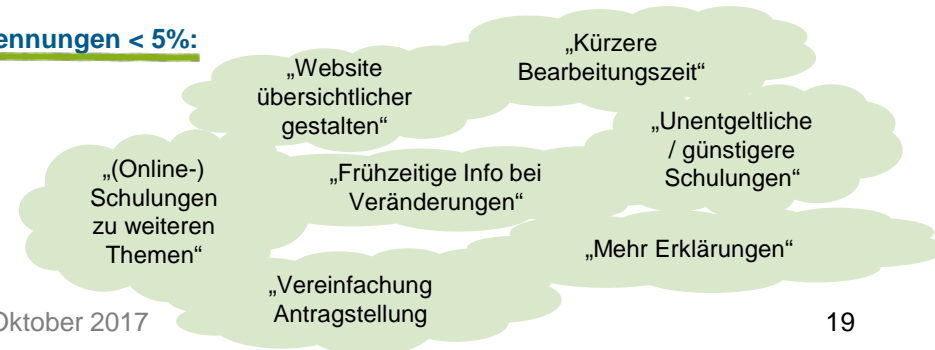 ennungen < 5%:
„Website
übersichtlicher
gestalten“
„Kürzere
Bearbeitungszeit“
„(Online-)
Schulungen
zu weiteren
Themen“
„Frühzeitige Info bei
Veränderungen“
„Unentgeltliche
/ günstigere
Schulungen“
„Vereinfachung
Antragstellung
„Mehr Erklärungen“
Oktober 2017
19